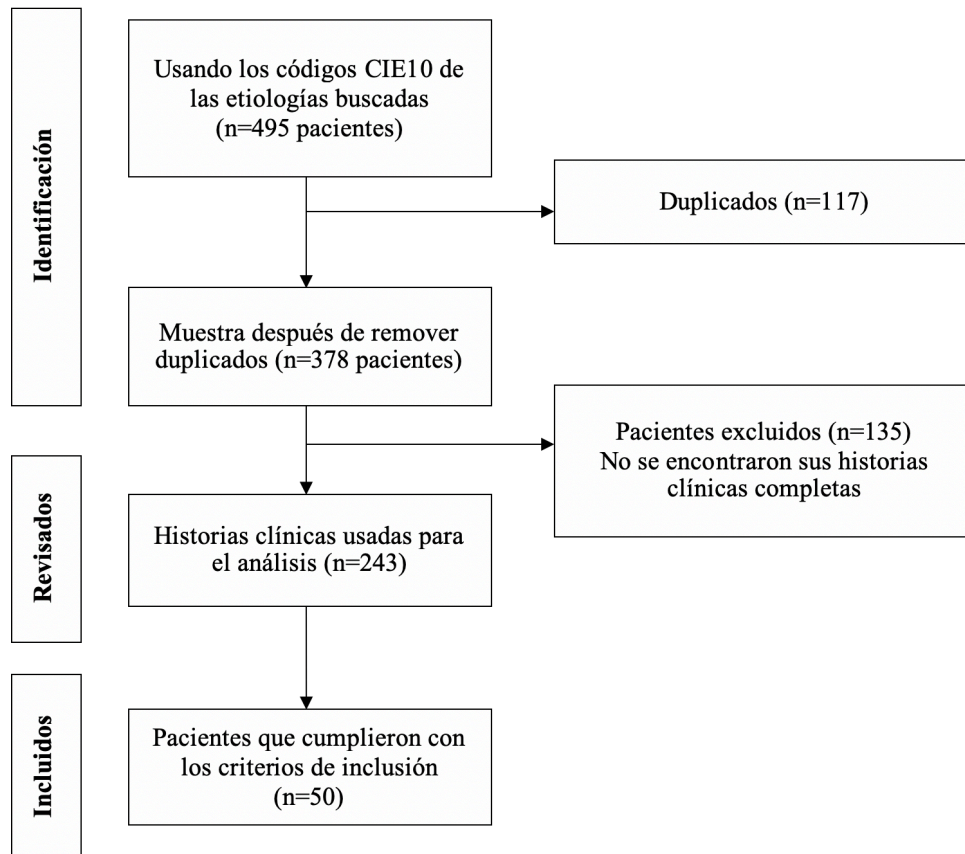 Identificación
Usando los códigos CIE10 de
las etiologías buscadas
(n=495 pacientes)
Duplicados (n=117)
Muestra después de remover
duplicados (n=378 pacientes)
Pacientes excluidos (n=135)
No se encontraron sus historias
clínicas completas
Revisados
Historias clínicas usadas para
el análisis (n=243)
Incluidos
Pacientes que cumplieron con
los criterios de inclusión
(n=50)